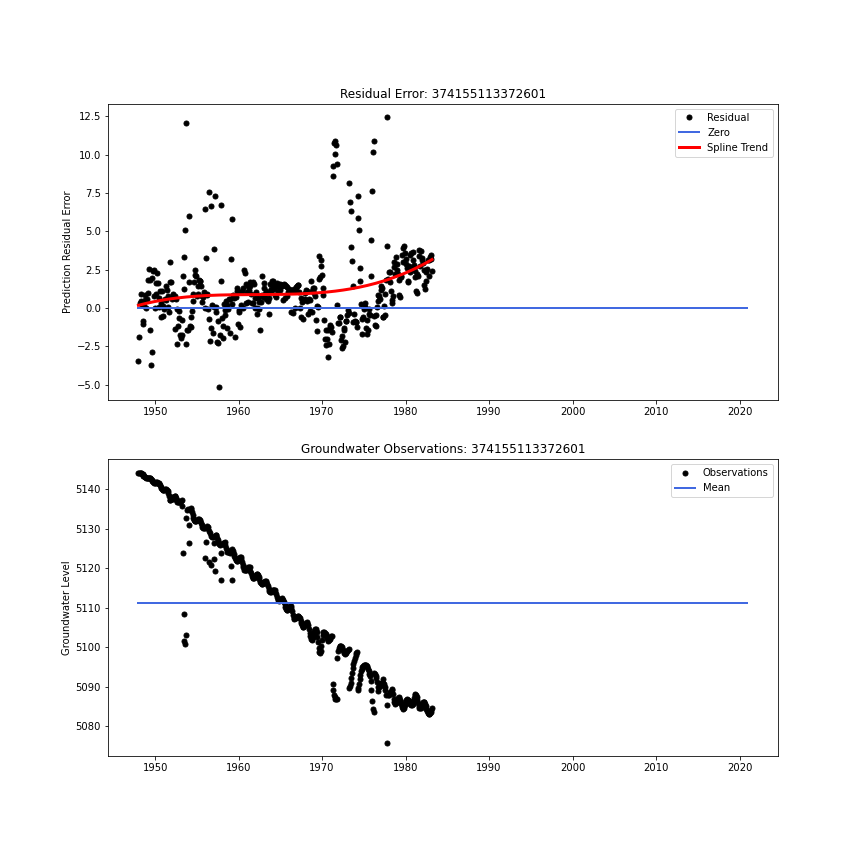 Residual Error: 374155113372601
Prediction Residual Error
12.5
10.0
7.5
5.0
2.5
0.0
−2.5
−5.0
Residual
Zero
Spline Trend
1950 1960 1970 1980 1990 2000 2010 2020
Groundwater Observations: 374155113372601
Groundwater Level
5140
5130
5120
5110
5100
5090
5080
Observations
Mean
1950 1960 1970 1980 1990 2000 2010 2020